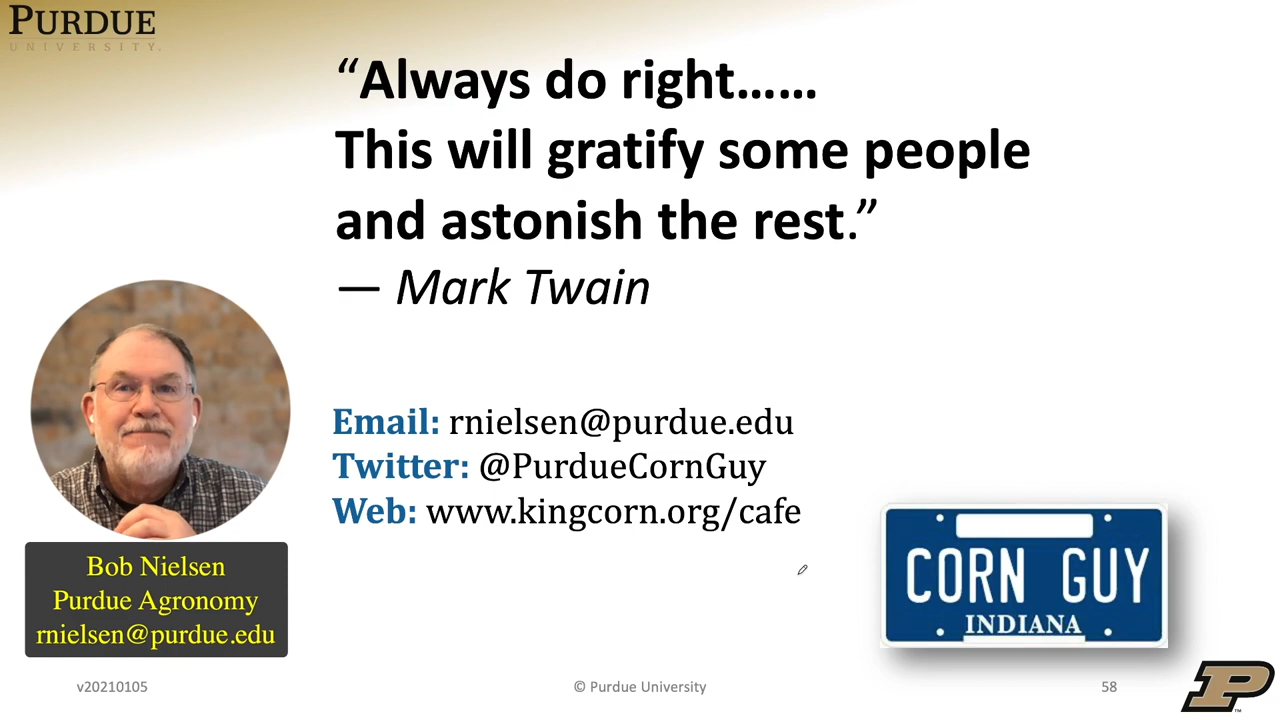 PURDUE
UNIVERSITY.
“Always do right……
This will gratify some people
and astonish the rest.”
— Mark Twain
Email: rnielsen@purdue.edu
Twitter: @PurdueCornGuy
Web: www.kingcorn.org/cafe
Bob Nielsen
Purdue Agronomy
rnielsen@purdue.edu
CORN GUY
INDIANA
v20210105
© Purdue University
58
P
TM